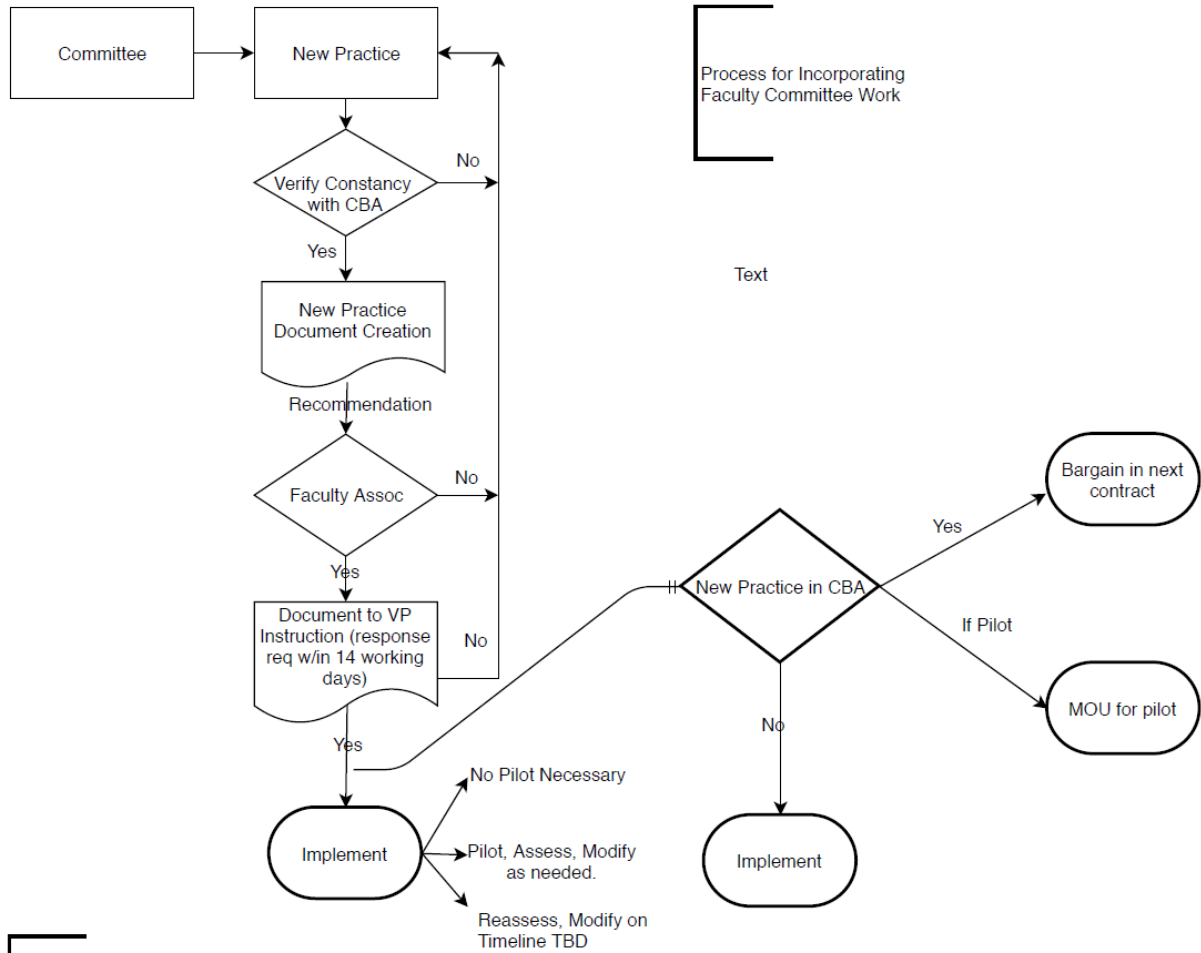 Committee
New Practice
Process for Incorporating
Faculty Committee Work
No
Verify Constancy
with CBA
Yes
Text
New Practice
Document Creation
Recommendation
Faculty Assoc
No
Yes
Document to VP
Instruction (response
req w/in 14 working
days)
No
Yes
Implement
No Pilot Necessary
Pilot, Assess, Modify
as needed.
Reassess, Modify on
Timeline TBD
New Practice in CBA
Yes
Bargain in next
contract
If Pilot
MOU for pilot
No
Implement